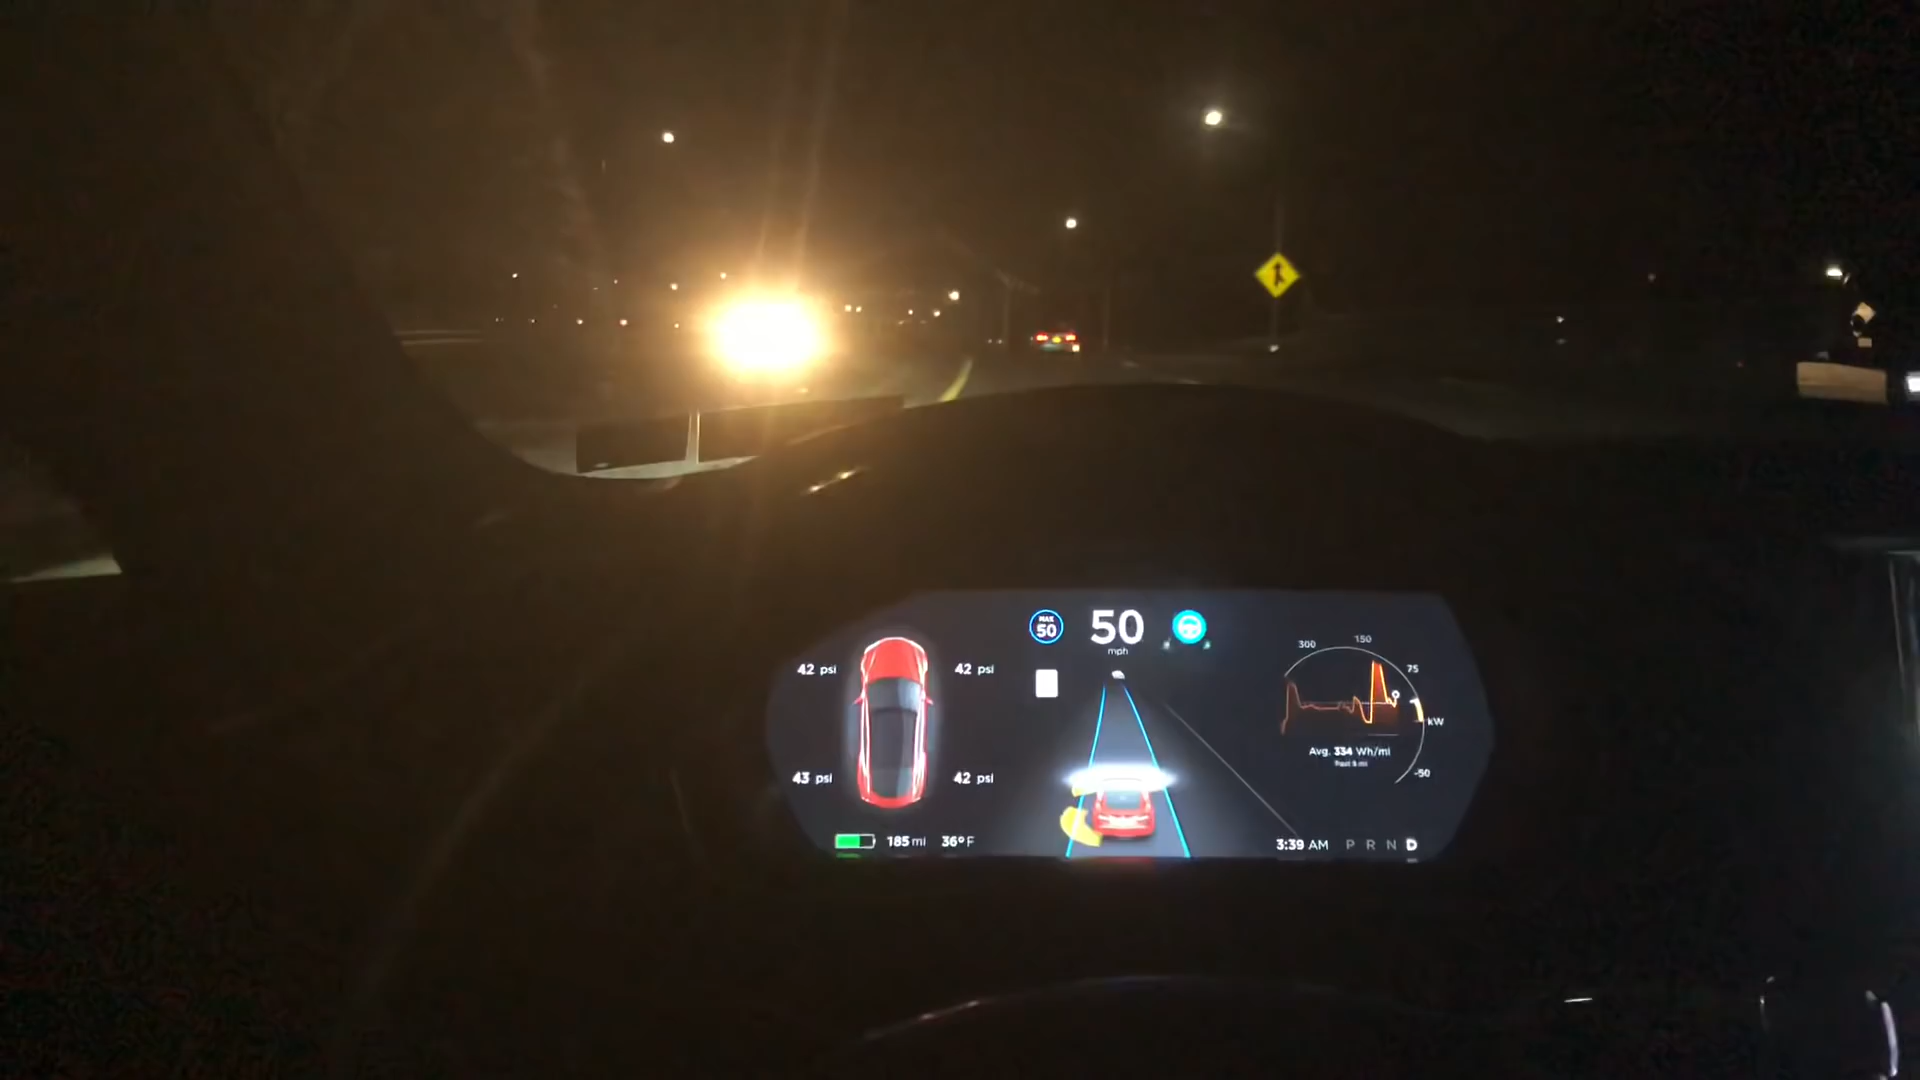 MAX
50
50
mph
42 psi
42 psi
43 psi
42 psi
185 mi
36°F
300
150
75
kW
-50
Avg. 334 Wh/mi
3:39 AM
P R N D